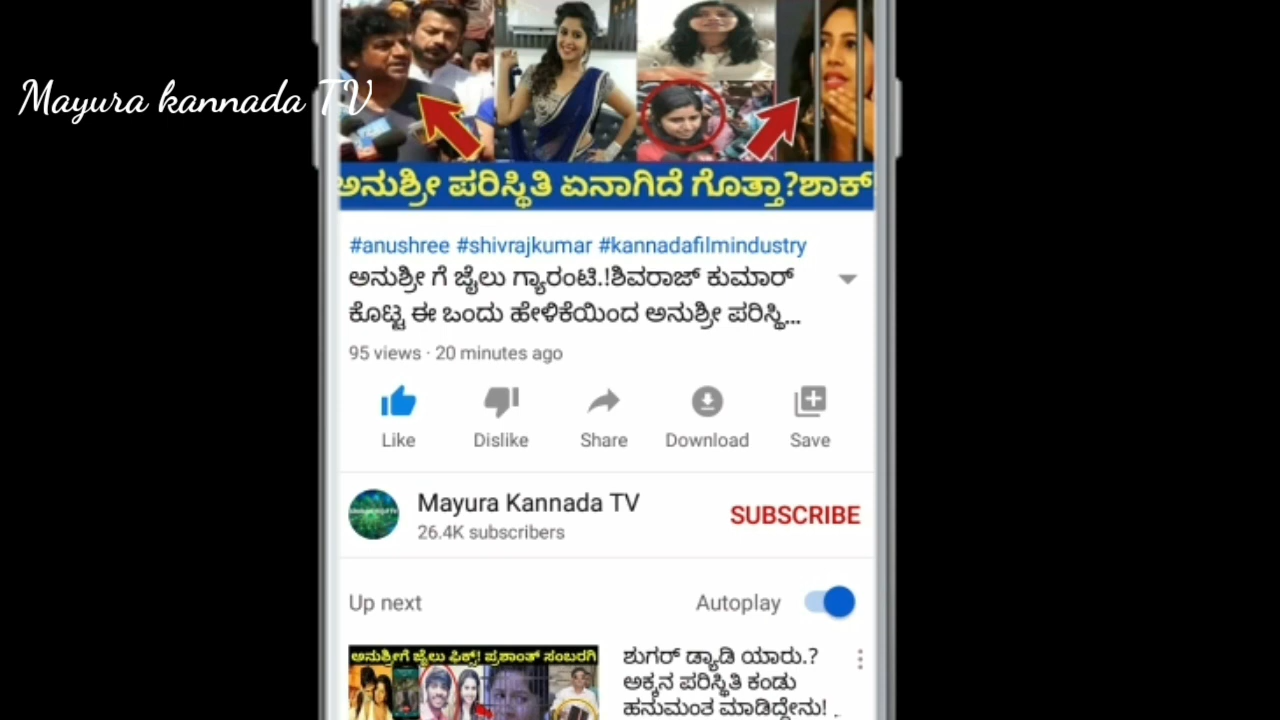 Mayura kannada TV
ಅನುಶ್ರೀ ಪರಿಸ್ಥಿತಿ ಏನಾಗಿದೆ ಗೊತ್ತಾ?ಶಾಕ್
#anushree #shivrajkumar #kannadafilmindustry
ಅನುಶ್ರೀ ಗೆ ಜೈಲು ಗ್ಯಾರಂಟಿ.!ಶಿವರಾಜ್ ಕುಮಾರ್
ಕೊಟ್ಟ ಈ ಒಂದು ಹೇಳಿಕೆಯಿಂದ ಅನುಶ್ರೀ ಪರಿಸ್ಥಿ...
95 views · 20 minutes ago
Like Dislike Share Download Save
Mayura Kannada TV
26.4K subscribers
SUBSCRIBE
Up next Autoplay
ಅನುಶ್ರೀಗೆ ಜೈಲು ಫಿಕ್ಸ್! ಪ್ರಶಾಂತ್ ಸಂಬರಗಿ
ಶುಗರ್ ಡ್ಯಾಡಿ ಯಾರು.?
ಅಕ್ಕನ ಪರಿಸ್ಥಿತಿ ಕಂಡು
ಹನುಮಂತ ಮಾಡಿದ್ದೇನು!